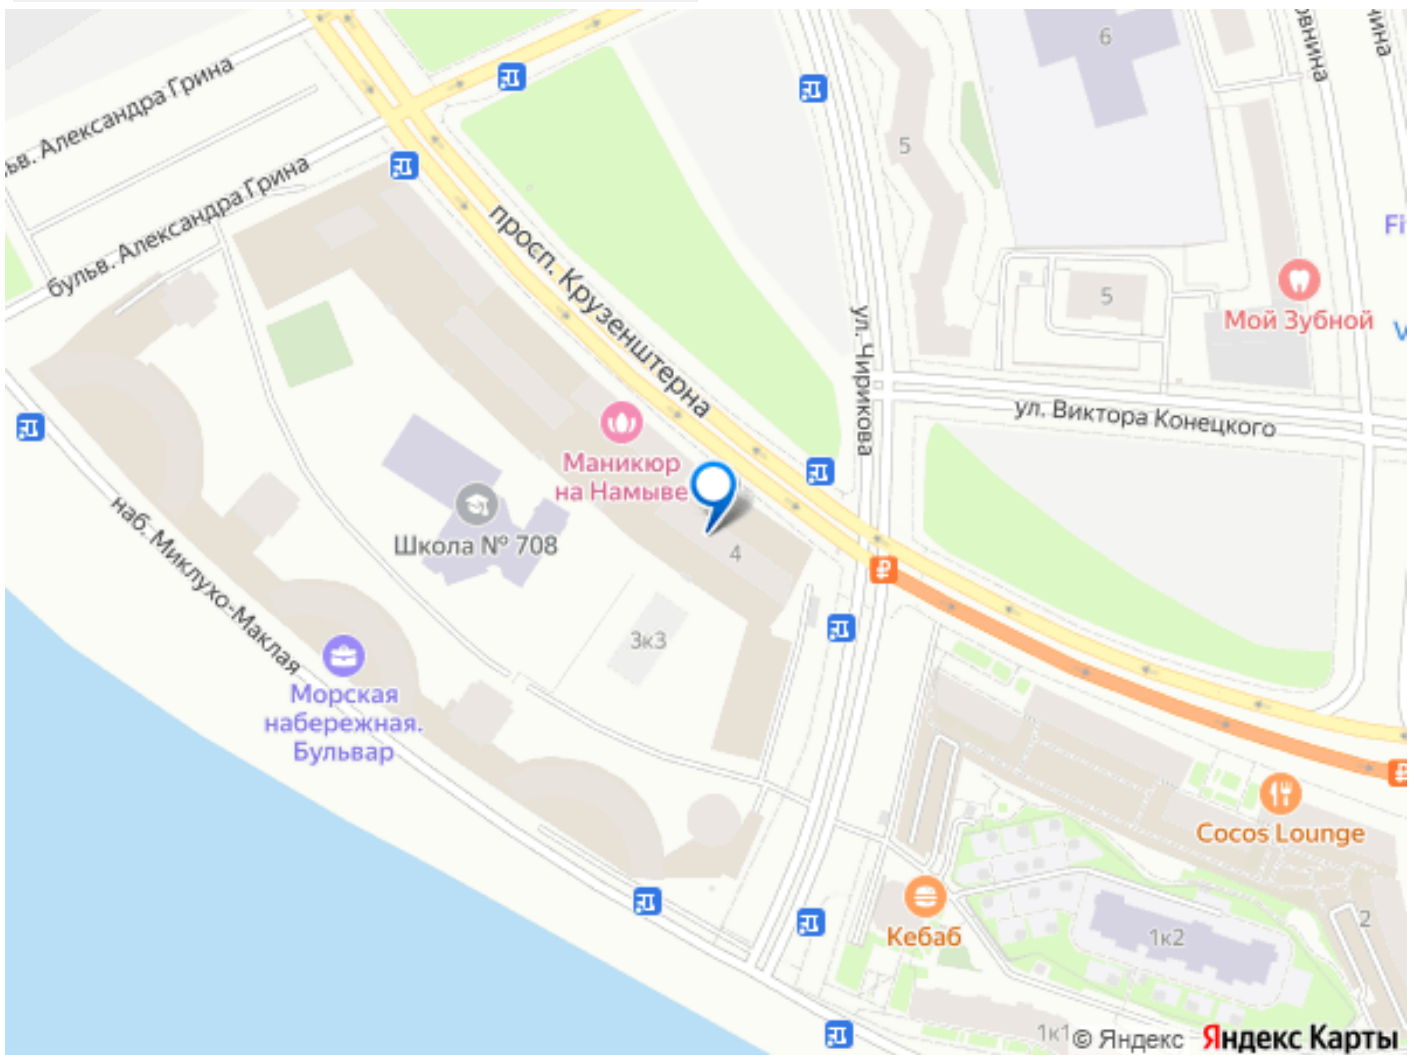 6
ьв. Александра Грина
бульв. Александра Грина
5
просп. Крузенштерна
ул. Чирикова
5
Мой Зубной
Fi
V
ул. Виктора Конецкого
Маникюр
на Намыве
4
Школа № 708
наб. Миклухо-Маклая
3к3
Морская
набережная.
Бульвар
Cocos Lounge
Кебаб
1к2
2
1к1
© Яндекс Яндекс Карты